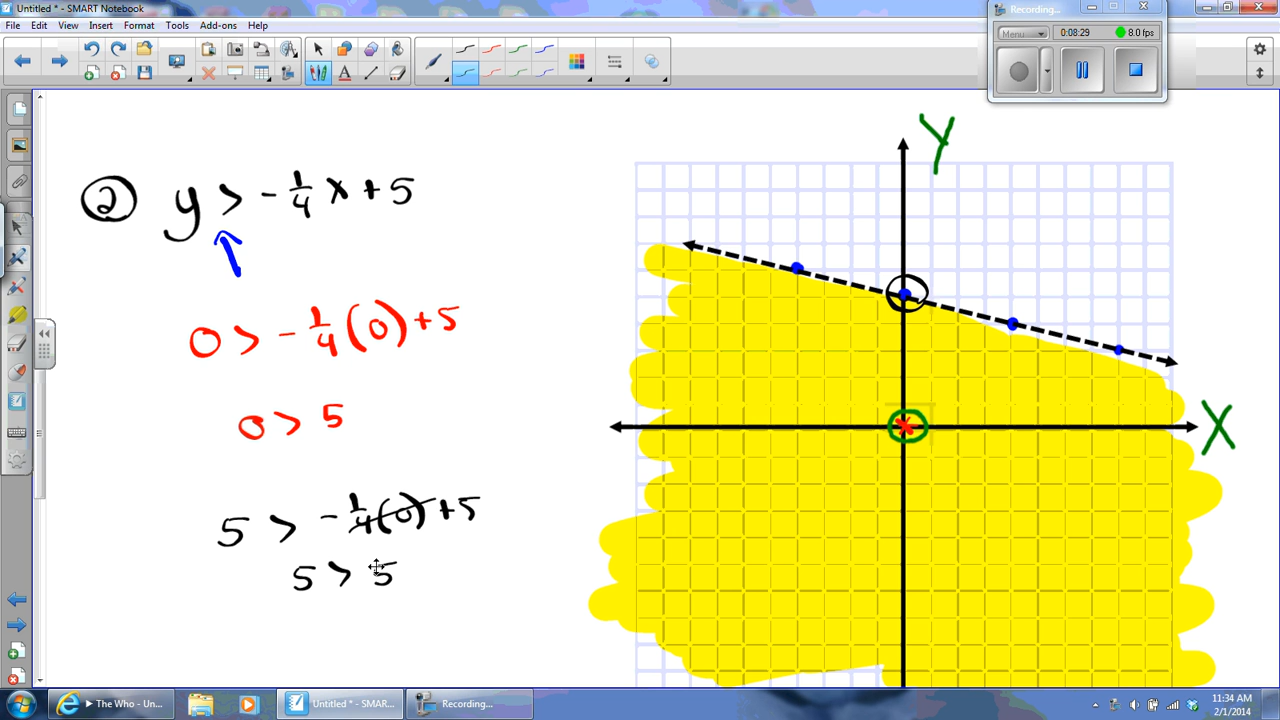 Untitled * - SMART Notebook
File Edit View Insert Format Tools Add-ons Help
Recording...
Menu
0:08:29
8.0 fps
② y > -1/4 x + 5
0 > -1/4 (0) + 5
0 > 5
5 > -1/4(0) + 5
5 > 5
Y
X
A
► The Who - Un...
Untitled * - SMAR...
Recording...
11:34 AM
2/1/2014